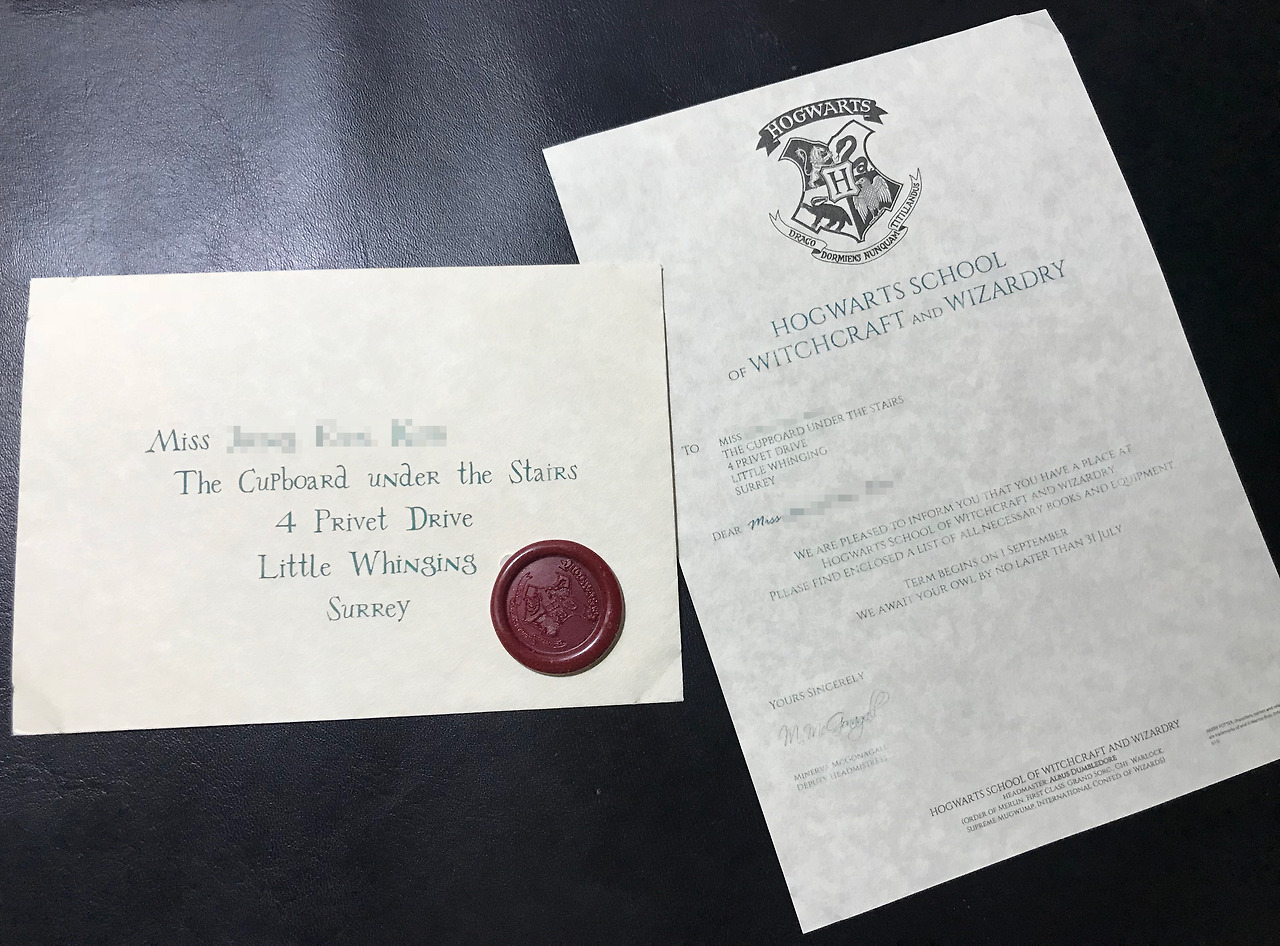 Miss
The Cupboard under the Stairs
4 Privet Drive
Little Whinging
Surrey
HOGWARTS
H
DRACO DORMIENS NUNQUAM TITILLANDUS
HOGWARTS SCHOOL
OF WITCHCRAFT AND WIZARDRY
TO MISS
THE CUPBOARD UNDER THE STAIRS
4 PRIVET DRIVE
LITTLE WHINGING
SURREY
DEAR Miss
WE ARE PLEASED TO INFORM YOU THAT YOU HAVE A PLACE AT
HOGWARTS SCHOOL OF WITCHCRAFT AND WIZARDRY.
PLEASE FIND ENCLOSED A LIST OF ALL NECESSARY BOOKS AND EQUIPMENT
TERM BEGINS ON 1 SEPTEMBER
WE AWAIT YOUR OWL BY NO LATER THAN 31 JULY
YOURS SINCERELY
M. McGonagall
MINERVA MCGONAGALL
DEPUTY HEADMISTRESS
HOGWARTS SCHOOL OF WITCHCRAFT AND WIZARDRY
HEADMASTER: ALBUS DUMBLEDORE
(ORDER OF MERLIN, FIRST CLASS, GRAND SORC., CHF. WARLOCK,
SUPREME MUGWUMP, INTERNATIONAL CONFED. OF WIZARDS)